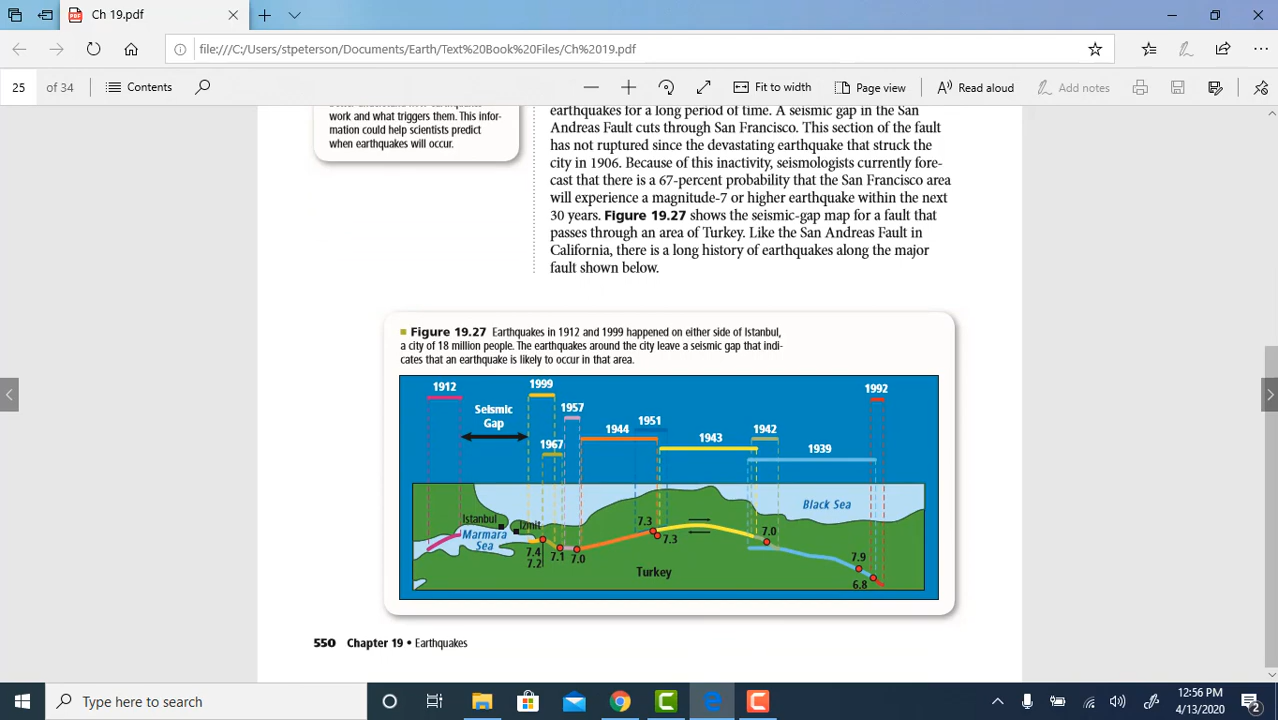 PDF Ch 19.pdf
file:///C:/Users/stpeterson/Documents/Earth/Text%20Book%20Files/Ch%2019.pdf
25 of 34 Contents Fit to width Page view Read aloud Add notes
work and what triggers them. This infor-
mation could help scientists predict
when earthquakes will occur.
earthquakes for a long period of time. A seismic gap in the San
Andreas Fault cuts through San Francisco. This section of the fault
has not ruptured since the devastating earthquake that struck the
city in 1906. Because of this inactivity, seismologists currently fore-
cast that there is a 67-percent probability that the San Francisco area
will experience a magnitude-7 or higher earthquake within the next
30 years. Figure 19.27 shows the seismic-gap map for a fault that
passes through an area of Turkey. Like the San Andreas Fault in
California, there is a long history of earthquakes along the major
fault shown below.
Figure 19.27 Earthquakes in 1912 and 1999 happened on either side of Istanbul,
a city of 18 million people. The earthquakes around the city leave a seismic gap that indi-
cates that an earthquake is likely to occur in that area.
1912
1999
1992
Seismic
Gap
1957
1967
1944
1951
1943
1942
1939
Black Sea
Istanbul
Izmit
Marmara
Sea
7.4
7.2
7.1
7.0
7.3
7.3
7.0
7.9
6.8
Turkey
550 Chapter 19 • Earthquakes
Type here to search
12:56 PM
4/13/2020
2